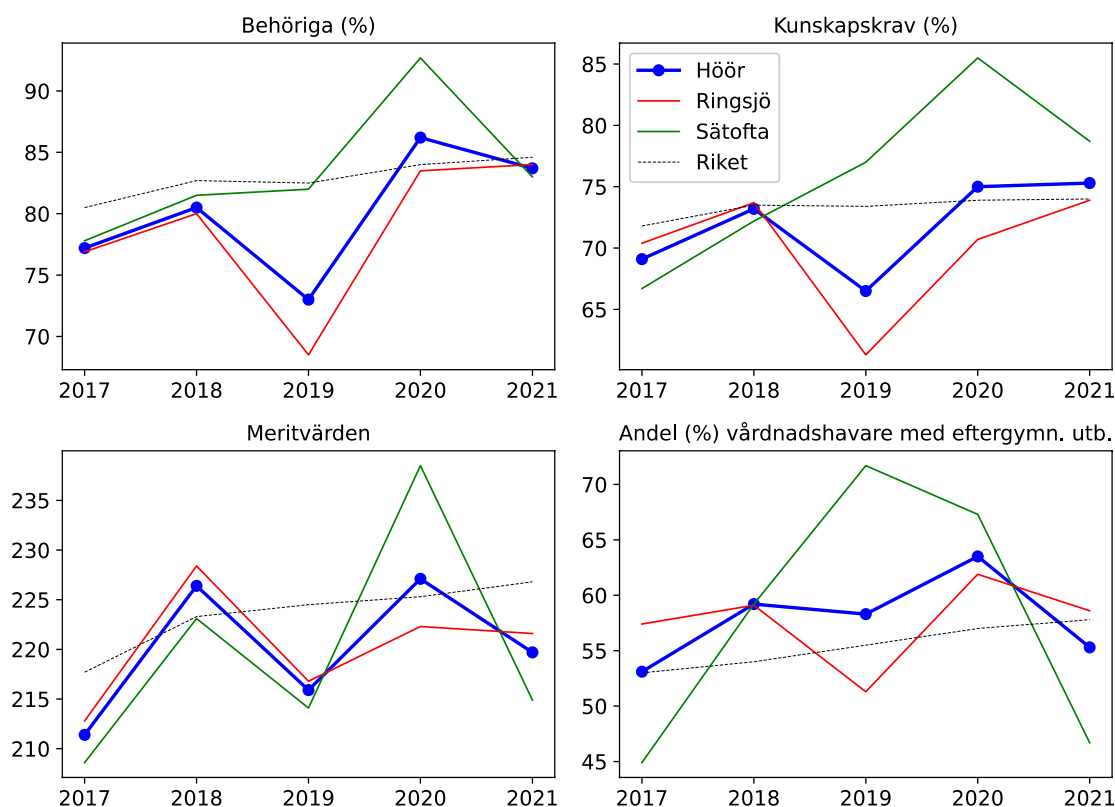 Behöriga (%)
90
85
80
75
70
2017 2018 2019 2020 2021
Kunskapskrav (%)
85
80
75
70
65
Höör
Ringsjö
Sätofta
Riket
2017 2018 2019 2020 2021
Meritvärden
235
230
225
220
215
210
2017 2018 2019 2020 2021
Andel (%) vårdnadshavare med eftergymn. utb.
70
65
60
55
50
45
2017 2018 2019 2020 2021